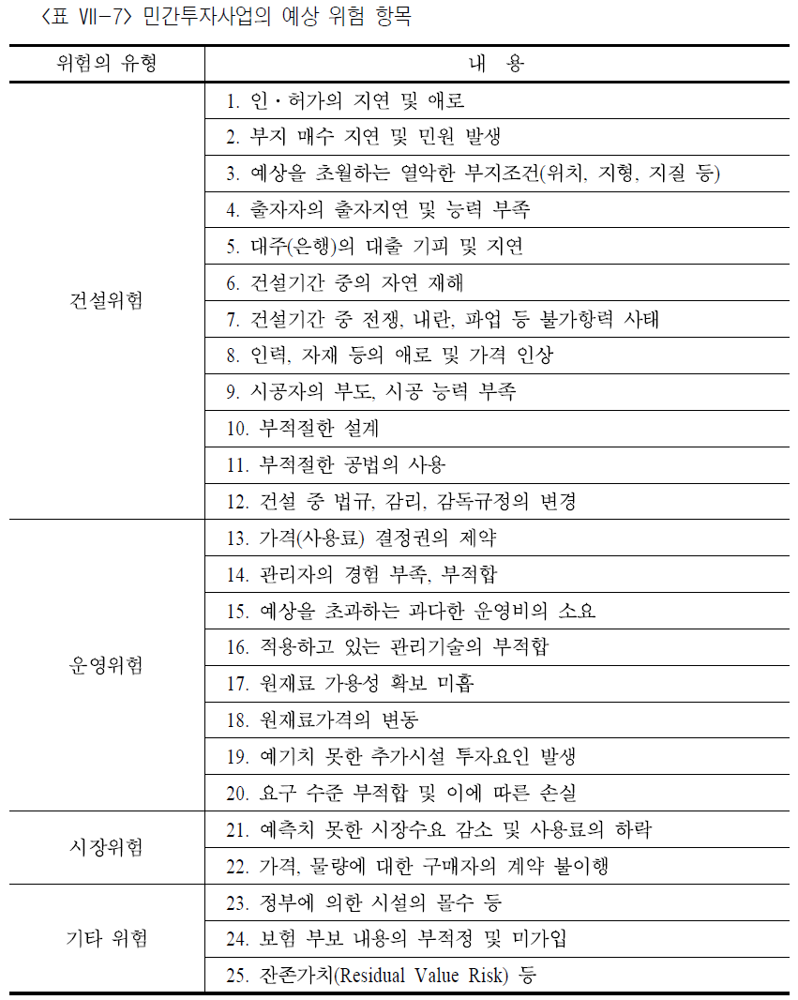 <표 Ⅶ-7> 민간투자사업의 예상 위험 항목
위험의 유형
내 용
건설위험
1. 인·허가의 지연 및 애로
2. 부지 매수 지연 및 민원 발생
3. 예상을 초월하는 열악한 부지조건(위치, 지형, 지질 등)
4. 출자자의 출자지연 및 능력 부족
5. 대주(은행)의 대출 기피 및 지연
6. 건설기간 중의 자연 재해
7. 건설기간 중 전쟁, 내란, 파업 등 불가항력 사태
8. 인력, 자재 등의 애로 및 가격 인상
9. 시공자의 부도, 시공 능력 부족
10. 부적절한 설계
11. 부적절한 공법의 사용
12. 건설 중 법규, 감리, 감독규정의 변경
운영위험
13. 가격(사용료) 결정권의 제약
14. 관리자의 경험 부족, 부적합
15. 예상을 초과하는 과다한 운영비의 소요
16. 적용하고 있는 관리기술의 부적합
17. 원재료 가용성 확보 미흡
18. 원재료가격의 변동
19. 예기치 못한 추가시설 투자요인 발생
20. 요구 수준 부적합 및 이에 따른 손실
시장위험
21. 예측치 못한 시장수요 감소 및 사용료의 하락
22. 가격, 물량에 대한 구매자의 계약 불이행
기타 위험
23. 정부에 의한 시설의 몰수 등
24. 보험 부보 내용의 부적정 및 미가입
25. 잔존가치(Residual Value Risk) 등